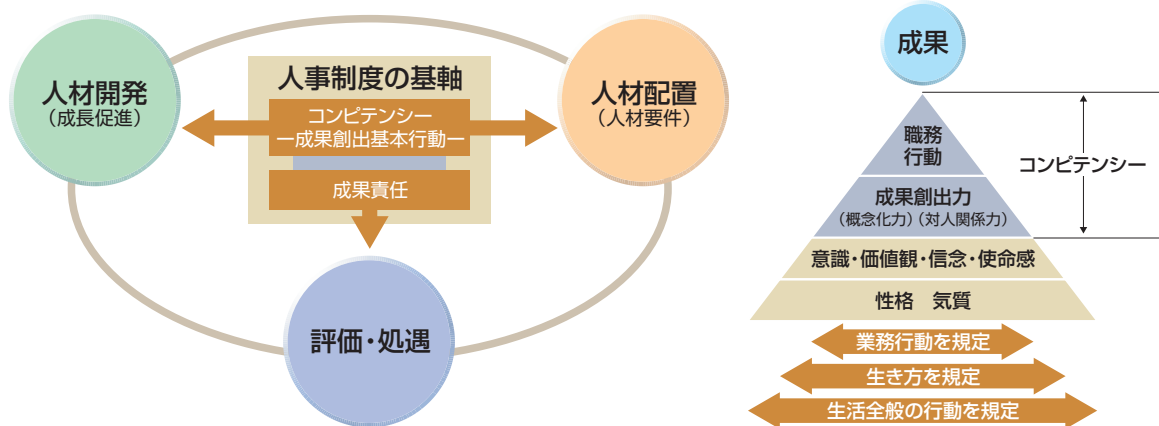 人材開発
（成長促進）
人事制度の基軸
コンピテンシー
ー成果創出基本行動ー
成果責任
人材配置
（人材要件）
評価・処遇
成果
職務
行動
成果創出力
（概念化力）（対人関係力）
意識・価値観・信念・使命感
性格　気質
コンピテンシー
業務行動を規定
生き方を規定
生活全般の行動を規定